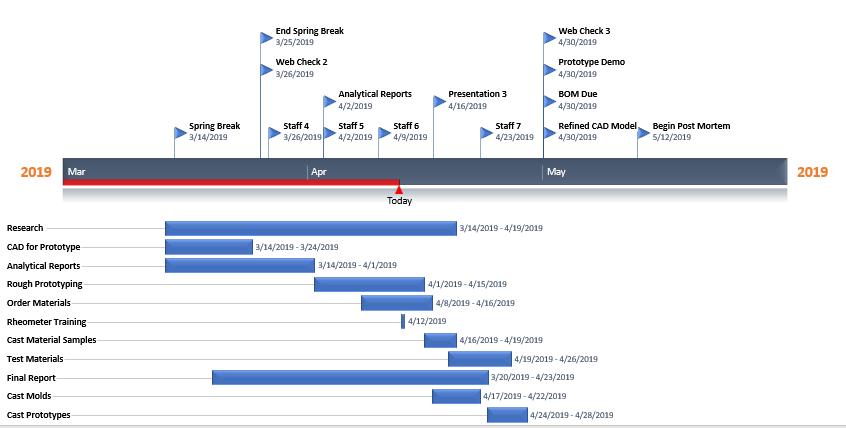 End Spring Break
3/25/2019
Web Check 3
4/30/2019
Web Check 2
3/26/2019
Prototype Demo
4/30/2019
Analytical Reports
4/2/2019
Presentation 3
4/16/2019
BOM Due
4/30/2019
Spring Break
3/14/2019
Staff 4
3/26/2019
Staff 5
4/2/2019
Staff 6
4/9/2019
Staff 7
4/23/2019
Refined CAD Model
4/30/2019
Begin Post Mortem
5/12/2019
2019 Mar Apr May 2019
Today
Research 3/14/2019 - 4/19/2019
CAD for Prototype 3/14/2019 - 3/24/2019
Analytical Reports 3/14/2019 - 4/1/2019
Rough Prototyping 4/1/2019 - 4/15/2019
Order Materials 4/8/2019 - 4/16/2019
Rheometer Training 4/12/2019
Cast Material Samples 4/16/2019 - 4/19/2019
Test Materials 4/19/2019 - 4/26/2019
Final Report 3/20/2019 - 4/23/2019
Cast Molds 4/17/2019 - 4/22/2019
Cast Prototypes 4/24/2019 - 4/28/2019